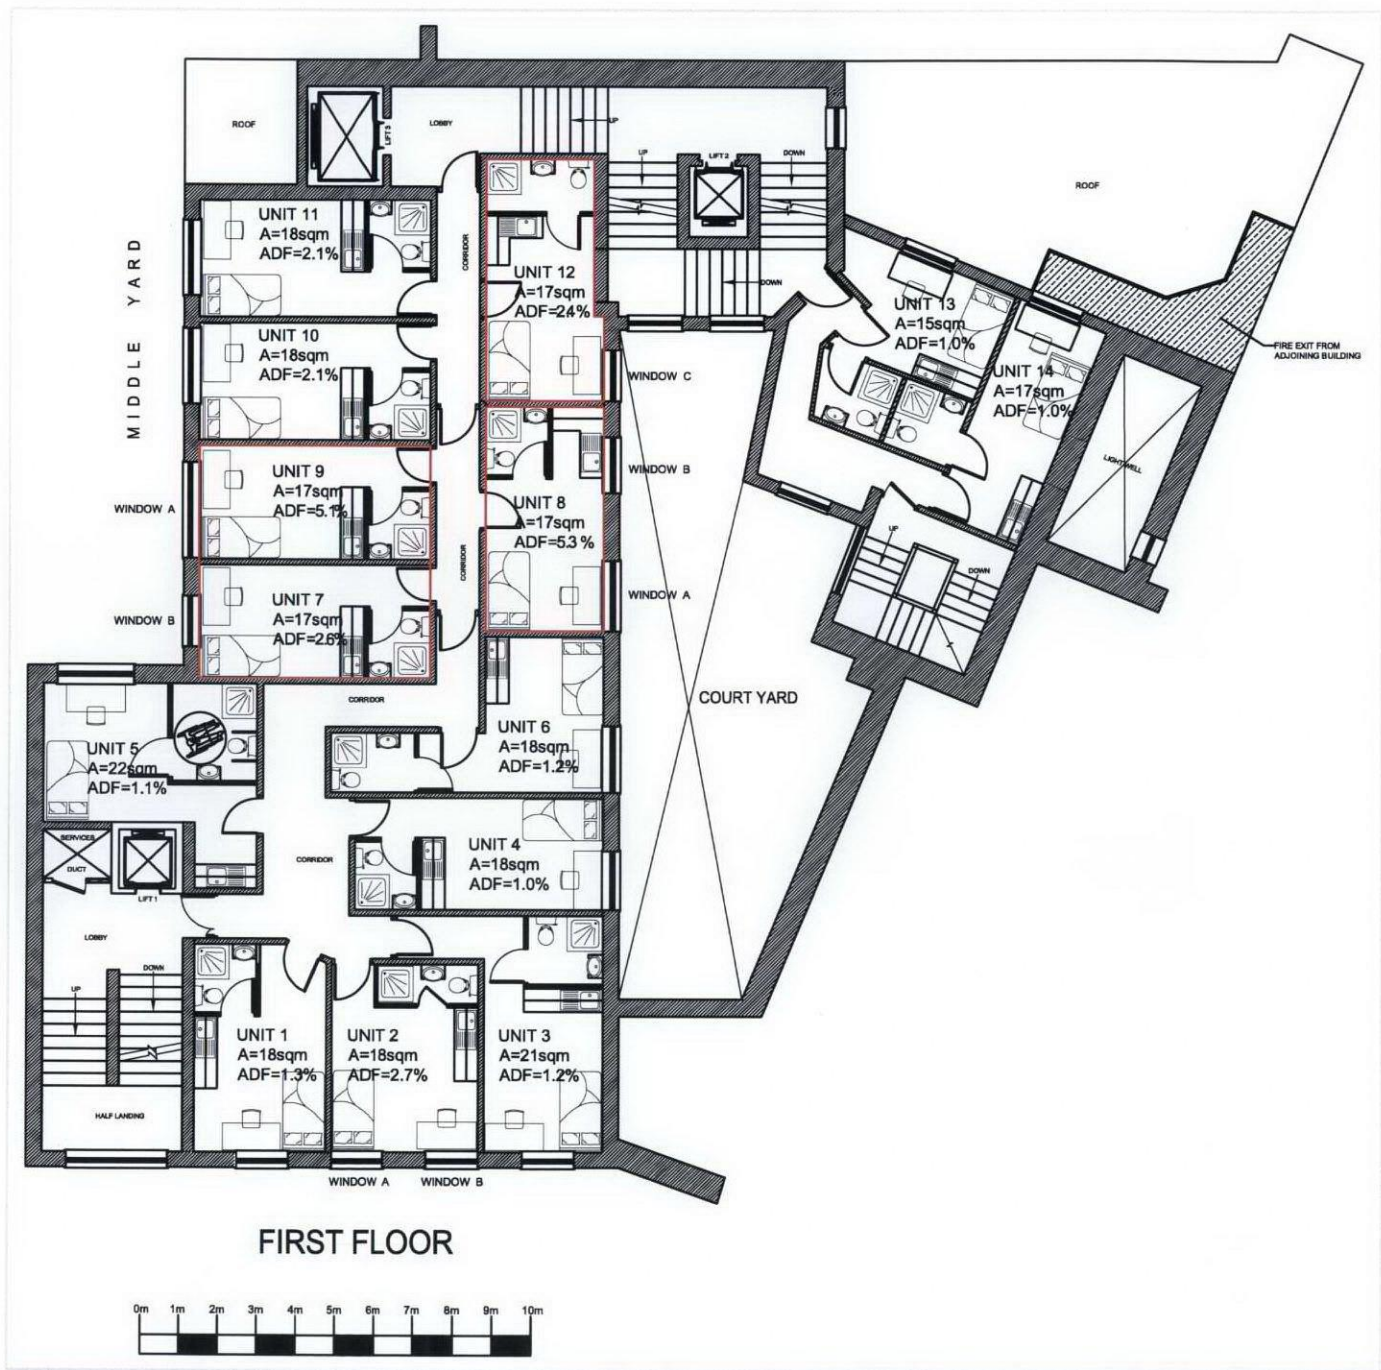 ROOF
LIFT 3
LOBBY
UP
UP
LIFT 2
DOWN
ROOF
MIDDLE YARD
UNIT 11
A=18sqm
ADF=2.1%
CORRIDOR
UNIT 12
A=17sqm
ADF=24%
DOWN
UNIT 13
A=15sqm
ADF=1.0%
FIRE EXIT FROM
ADJOINING BUILDING
UNIT 10
A=18sqm
ADF=2.1%
WINDOW C
UNIT 14
A=17sqm
ADF=1.0%
LIGHTWELL
UNIT 9
A=17sqm
ADF=5.1%
WINDOW A
WINDOW B
UNIT 8
A=17sqm
ADF=5.3 %
CORRIDOR
UP
DOWN
UNIT 7
A=17sqm
ADF=2.6%
WINDOW B
WINDOW A
CORRIDOR
COURT YARD
UNIT 6
A=18sqm
ADF=1.2%
UNIT 5
A=22sqm
ADF=1.1%
SERVICES
DUCT
LIFT 1
CORRIDOR
UNIT 4
A=18sqm
ADF=1.0%
LOBBY
UP
DOWN
UNIT 1
A=18sqm
ADF=1.3%
UNIT 2
A=18sqm
ADF=2.7%
UNIT 3
A=21sqm
ADF=1.2%
HALF LANDING
WINDOW A
WINDOW B
FIRST FLOOR
0m 1m 2m 3m 4m 5m 6m 7m 8m 9m 10m